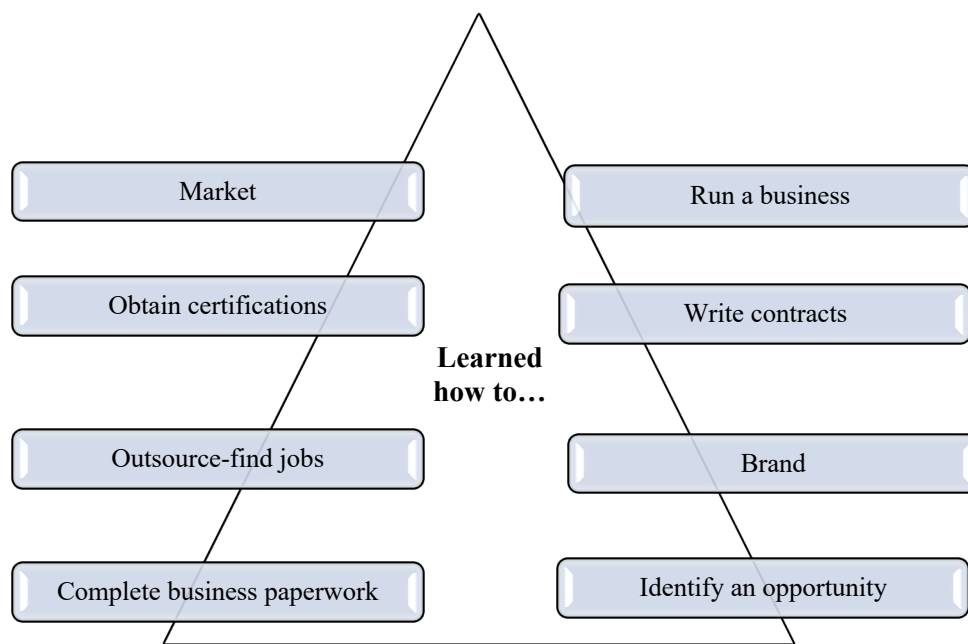 Market
Run a business
Obtain certifications
Write contracts
Learned
how to…
Outsource-find jobs
Brand
Complete business paperwork
Identify an opportunity